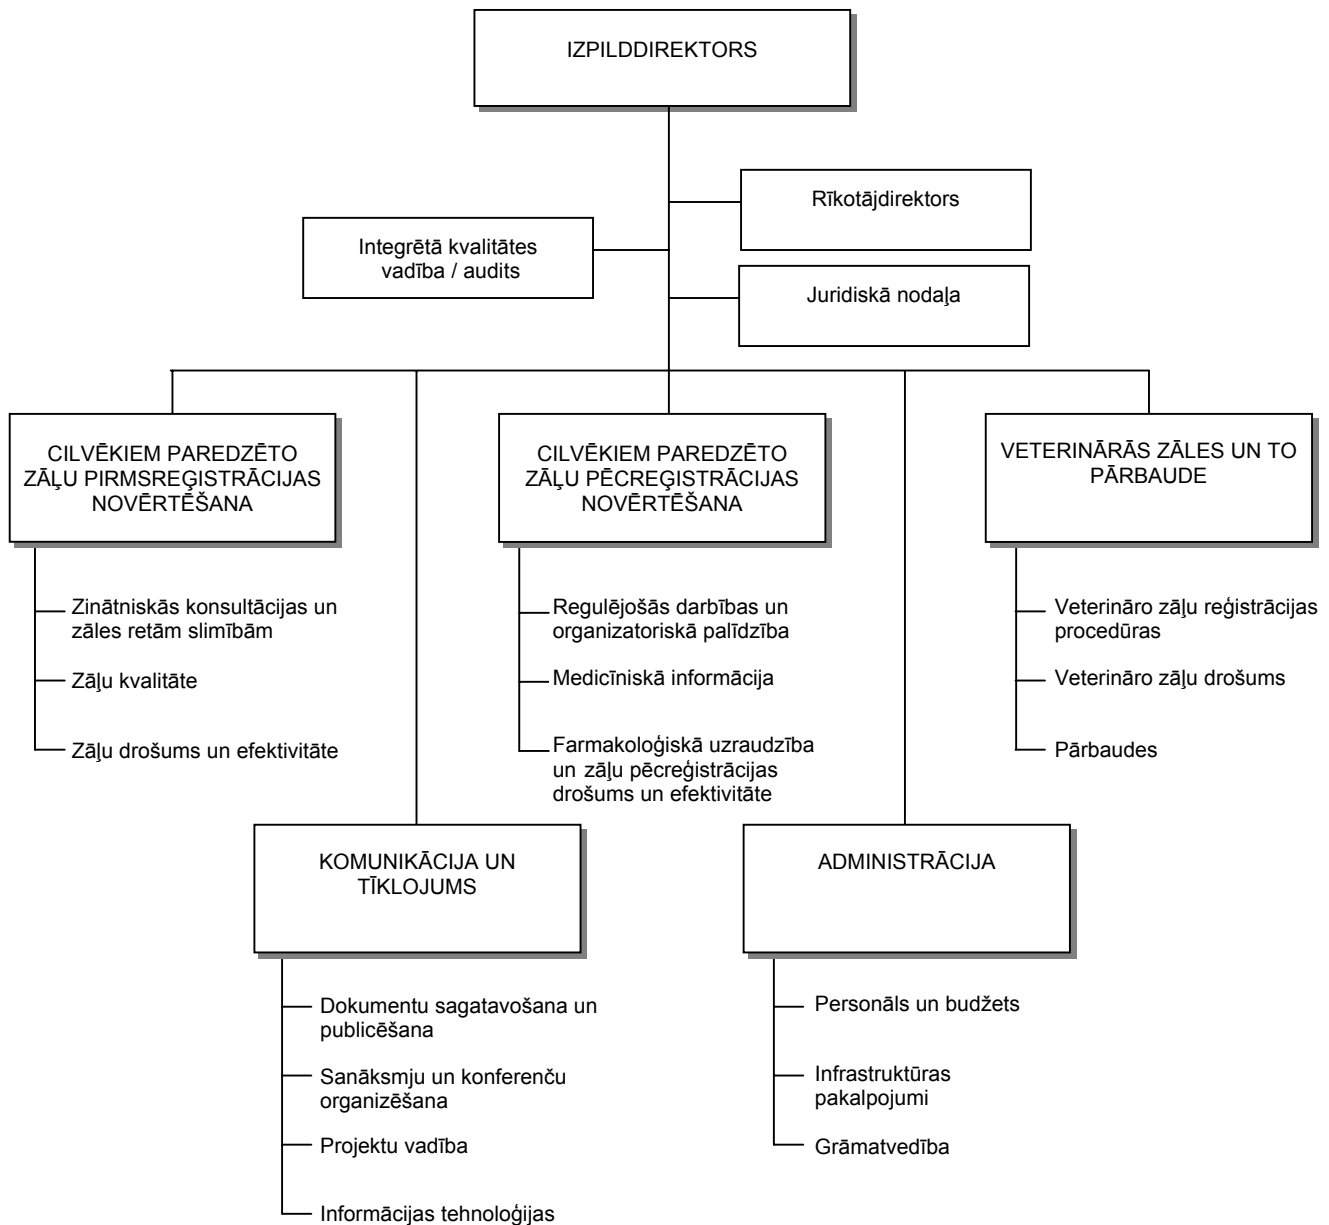 IZPILDDIREKTORS
Rīkotājdirektors
Integrētā kvalitātes
vadība / audits
Juridiskā nodaļa
CILVĒKIEM PAREDZĒTO
ZĀĻU PIRMSREĢISTRĀCIJAS
NOVĒRTĒŠANA
Zinātniskās konsultācijas un
zāles retām slimībām
Zāļu kvalitāte
Zāļu drošums un efektivitāte
CILVĒKIEM PAREDZĒTO
ZĀĻU PĒCREĢISTRĀCIJAS
NOVĒRTĒŠANA
Regulējošās darbības un
organizatoriskā palīdzība
Medicīniskā informācija
Farmakoloģiskā uzraudzība
un zāļu pēcreģistrācijas
drošums un efektivitāte
VETERINĀRĀS ZĀLES UN TO
PĀRBAUDE
Veterināro zāļu reģistrācijas
procedūras
Veterināro zāļu drošums
Pārbaudes
KOMUNIKĀCIJA UN
TĪKLOJUMS
Dokumentu sagatavošana un
publicēšana
Sanāksmju un konferenču
organizēšana
Projektu vadība
Informācijas tehnoloģijas
ADMINISTRĀCIJA
Personāls un budžets
Infrastruktūras
pakalpojumi
Grāmatvedība